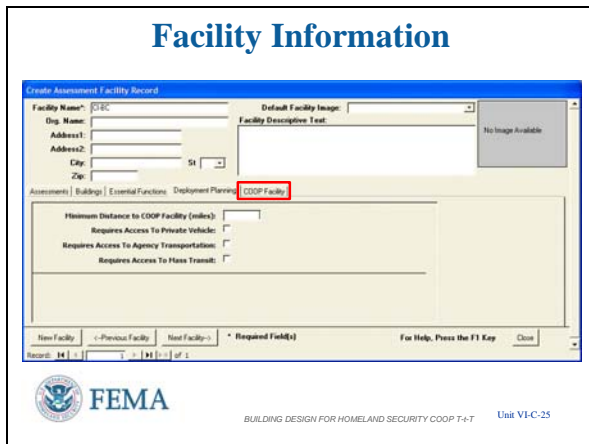 Facility Information
Create Assessment Facility Record
Facility Name*: CI-BC
Default Facility Image:
Org. Name:
Facility Descriptive Text:
No Image Available
Address1:
Address2:
City:
St
Zip:
Assessments Buildings Essential Functions Deployment Planning COOP Facility
Minimum Distance to COOP Facility (miles):
Requires Access To Private Vehicle:
Requires Access To Agency Transportation:
Requires Access To Mass Transit:
New Facility <-Previous Facility Next Facility-> * Required Field(s) For Help, Press the F1 Key Close
Record: 1 of 1
FEMA
BUILDING DESIGN FOR HOMELAND SECURITY COOP T-t-T Unit VI-C-25